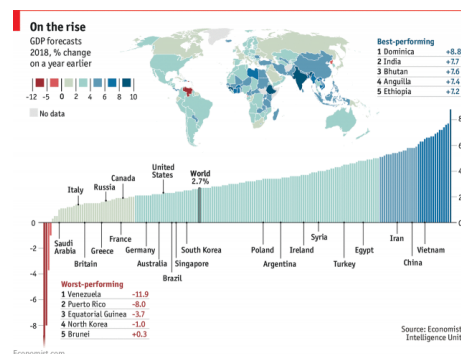 On the rise
GDP forecasts
2018, % change
on a year earlier
-12 -5 0 2 4 6 8 10
No data
Best-performing
1 Dominica +8.8
2 India +7.7
3 Bhutan +7.6
4 Anguilla +7.4
5 Ethiopia +7.2
8
6
4
2
0
Italy
Russia
Canada
United
States
World
2.7%
0
-2
-4
-6
-8
Saudi
Arabia
Britain
Greece
France
Germany
Australia
Brazil
Singapore
South Korea
Poland
Argentina
Ireland
Syria
Turkey
Egypt
Iran
China
Vietnam
Worst-performing
1 Venezuela -11.9
2 Puerto Rico -8.0
3 Equatorial Guinea -3.7
4 North Korea -1.0
5 Brunei +0.3
Source: Economist
Intelligence Unit
Economist.com